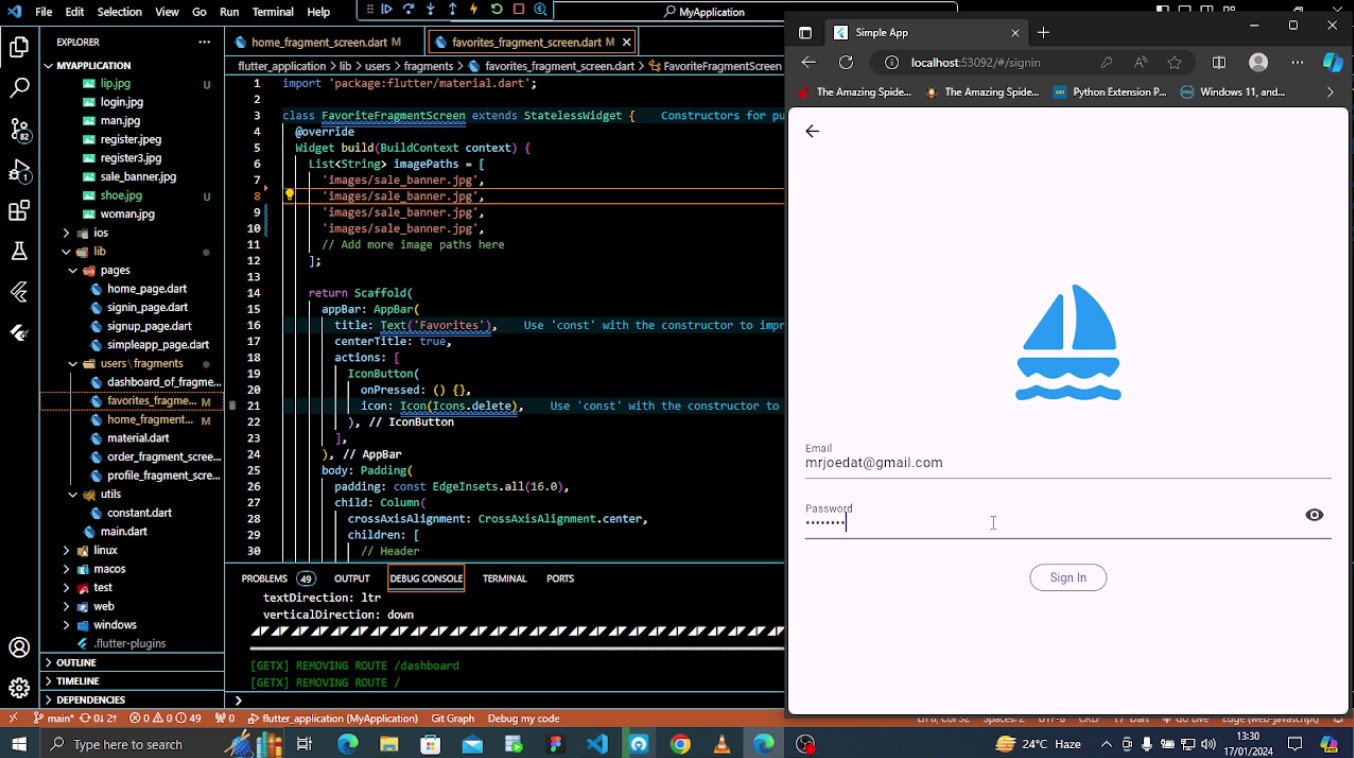 File Edit Selection View Go Run Terminal Help
MyApplication
EXPLORER
MYAPPLICATION
lip.jpg U
login.jpg
man.jpg
register.jpeg
register3.jpg
sale_banner.jpg
shoe.jpg U
woman.jpg
ios
lib
pages
home_page.dart
signin_page.dart
signup_page.dart
simpleapp_page.dart
users\fragments
dashboard_of_fragme...
favorites_fragme... M
home_fragment... M
material.dart
order_fragment_scree...
profile_fragment_scre...
utils
constant.dart
main.dart
linux
macos
test
web
windows
.flutter-plugins
OUTLINE
TIMELINE
DEPENDENCIES
82
1
home_fragment_screen.dart M
favorites_fragment_screen.dart M
flutter_application > lib > users > fragments > favorites_fragment_screen.dart > FavoriteFragmentScreen
1 import 'package:flutter/material.dart';
2
3 class FavoriteFragmentScreen extends StatelessWidget { Constructors for pu
4 @override
5 Widget build(BuildContext context) {
6 List<String> imagePaths = [
7 'images/sale_banner.jpg',
8 'images/sale_banner.jpg',
9 'images/sale_banner.jpg',
10 'images/sale_banner.jpg',
11 // Add more image paths here
12 ];
13
14 return Scaffold(
15 appBar: AppBar(
16 title: Text('Favorites'), Use 'const' with the constructor to impr
17 centerTitle: true,
18 actions: [
19 IconButton(
20 onPressed: () {},
21 icon: Icon(Icons.delete), Use 'const' with the constructor to
22 ), // IconButton
23 ],
24 ), // AppBar
25 body: Padding(
26 padding: const EdgeInsets.all(16.0),
27 child: Column(
28 crossAxisAlignment: CrossAxisAlignment.center,
29 children: [
30 // Header
PROBLEMS 49 OUTPUT DEBUG CONSOLE TERMINAL PORTS
textDirection: ltr
verticalDirection: down
[GETX] REMOVING ROUTE /dashboard
[GETX] REMOVING ROUTE /
main* 0↓ 2↑ 0 0 49 0 flutter_application (MyApplication) Git Graph Debug my code
Simple App
localhost:53092/#/signin
The Amazing Spide... The Amazing Spide... Python Extension P... Windows 11, and...
Email
mrjoedat@gmail.com
Password
Sign In
Type here to search
24°C Haze
13:30
17/01/2024